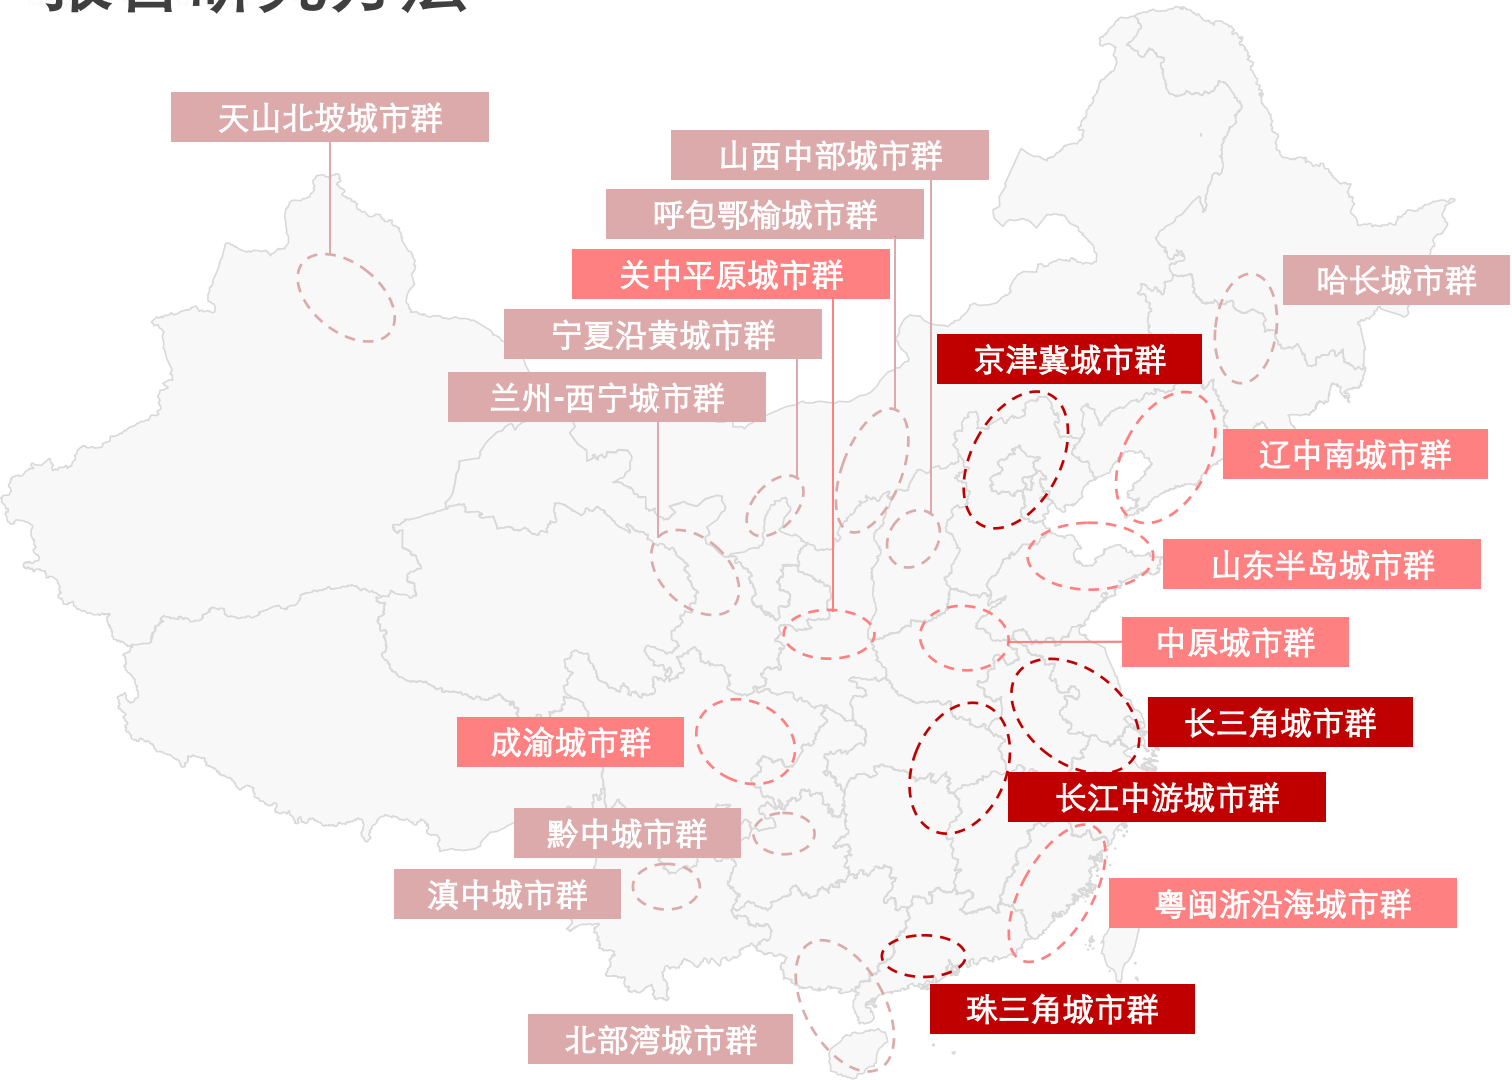 天山北坡城市群
山西中部城市群
呼包鄂榆城市群
关中平原城市群
哈长城市群
宁夏沿黄城市群
京津冀城市群
兰州-西宁城市群
辽中南城市群
山东半岛城市群
中原城市群
长三角城市群
成渝城市群
长江中游城市群
黔中城市群
滇中城市群
粤闽浙沿海城市群
珠三角城市群
北部湾城市群